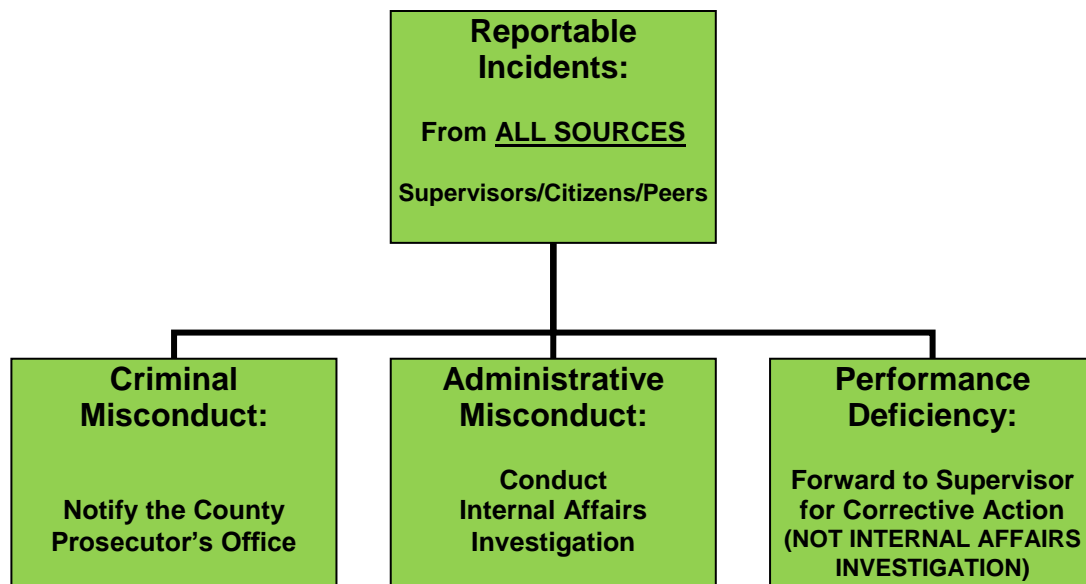 Reportable
Incidents:
From ALL SOURCES
Supervisors/Citizens/Peers
Criminal
Misconduct:
Notify the County
Prosecutor’s Office
Administrative
Misconduct:
Conduct
Internal Affairs
Investigation
Performance
Deficiency:
Forward to Supervisor
for Corrective Action
(NOT INTERNAL AFFAIRS
INVESTIGATION)